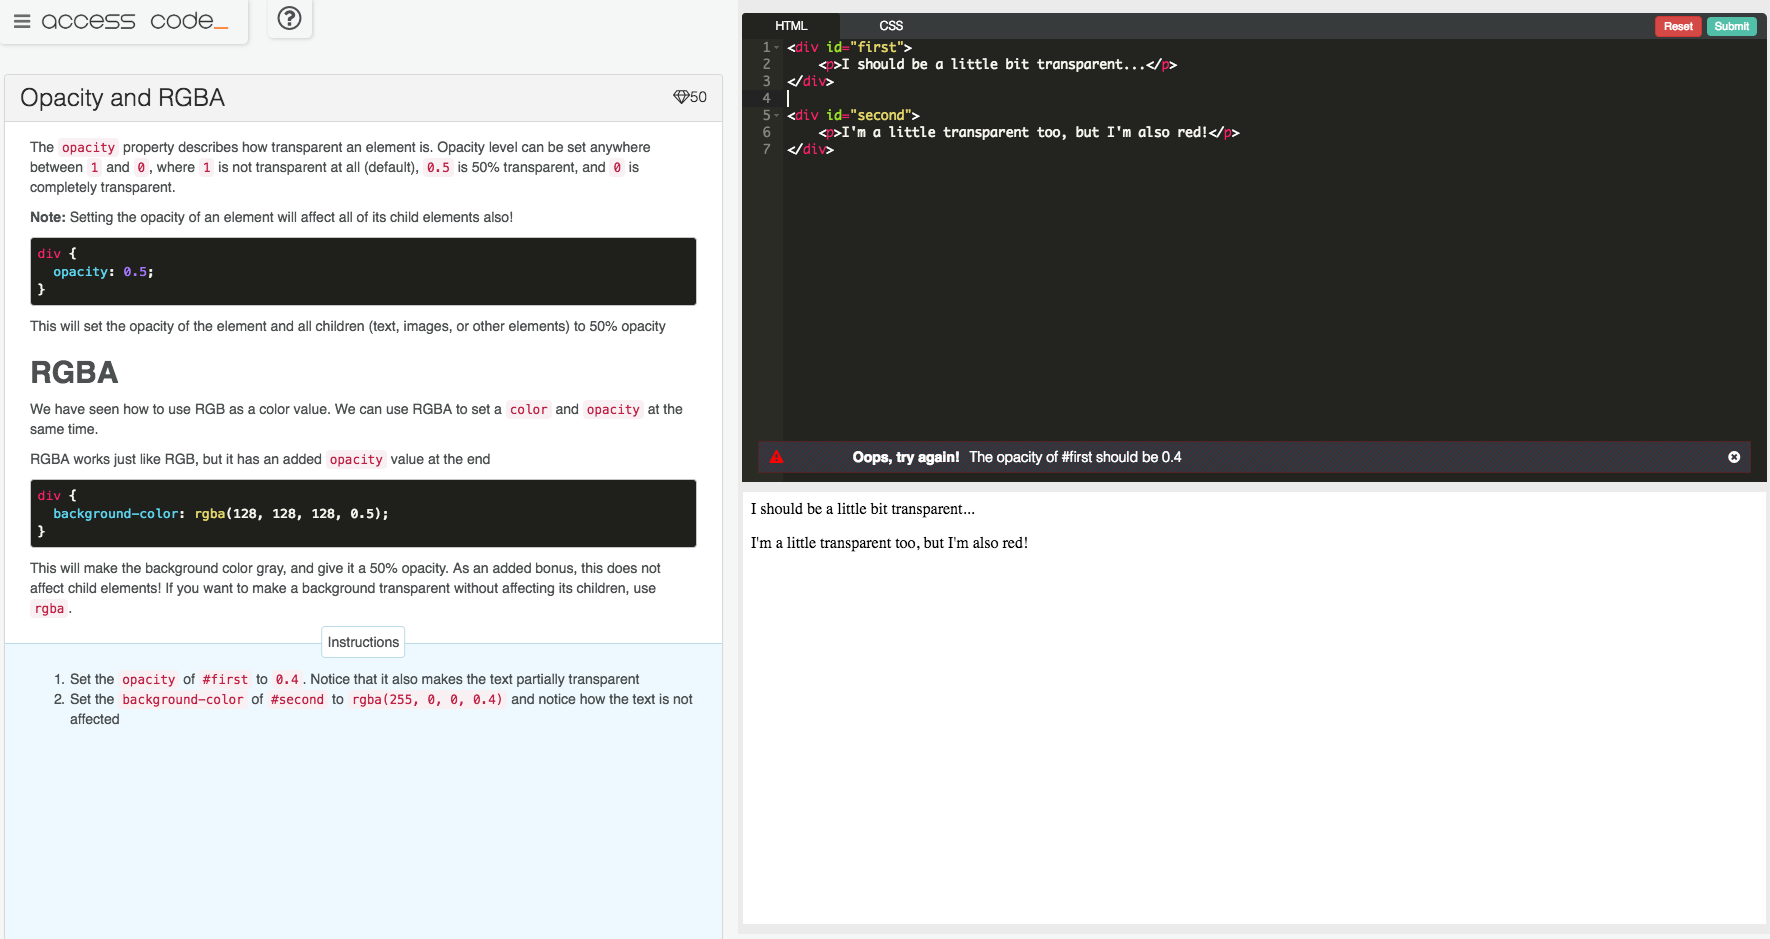 access code_
?
Opacity and RGBA
50
The opacity property describes how transparent an element is. Opacity level can be set anywhere
between 1 and 0, where 1 is not transparent at all (default), 0.5 is 50% transparent, and 0 is
completely transparent.
Note: Setting the opacity of an element will affect all of its child elements also!
div {
  opacity: 0.5;
}
This will set the opacity of the element and all children (text, images, or other elements) to 50% opacity
RGBA
We have seen how to use RGB as a color value. We can use RGBA to set a color and opacity at the
same time.
RGBA works just like RGB, but it has an added opacity value at the end
div {
  background-color: rgba(128, 128, 128, 0.5);
}
This will make the background color gray, and give it a 50% opacity. As an added bonus, this does not
affect child elements! If you want to make a background transparent without affecting its children, use
rgba.
Instructions
1. Set the opacity of #first to 0.4. Notice that it also makes the text partially transparent
2. Set the background-color of #second to rgba(255, 0, 0, 0.4) and notice how the text is not
affected
HTML CSS Reset Submit
1 <div id="first">
2     <p>I should be a little bit transparent...</p>
3 </div>
4
5 <div id="second">
6     <p>I'm a little transparent too, but I'm also red!</p>
7 </div>
Oops, try again! The opacity of #first should be 0.4
I should be a little bit transparent...
I'm a little transparent too, but I'm also red!